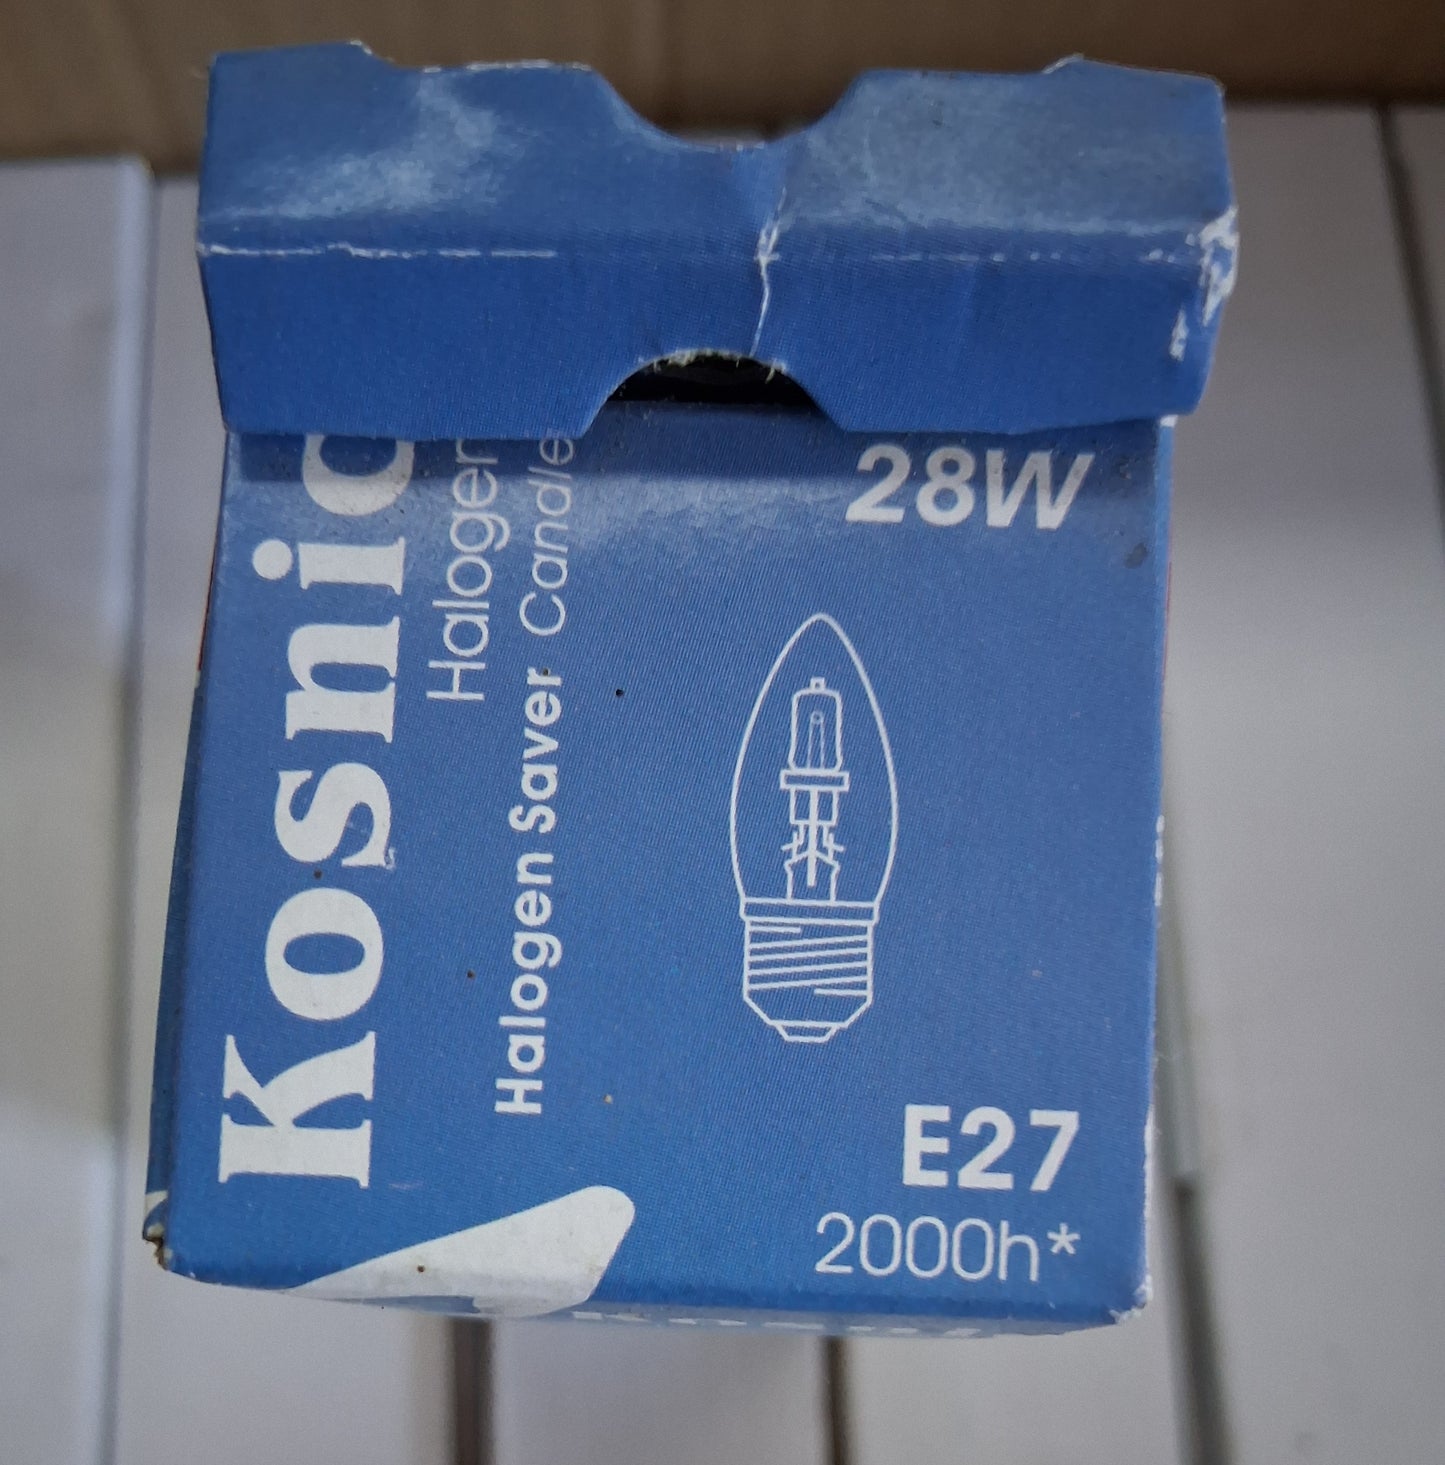 Kosnic
Halogen
Halogen Saver Candle
28W
E27
2000h*